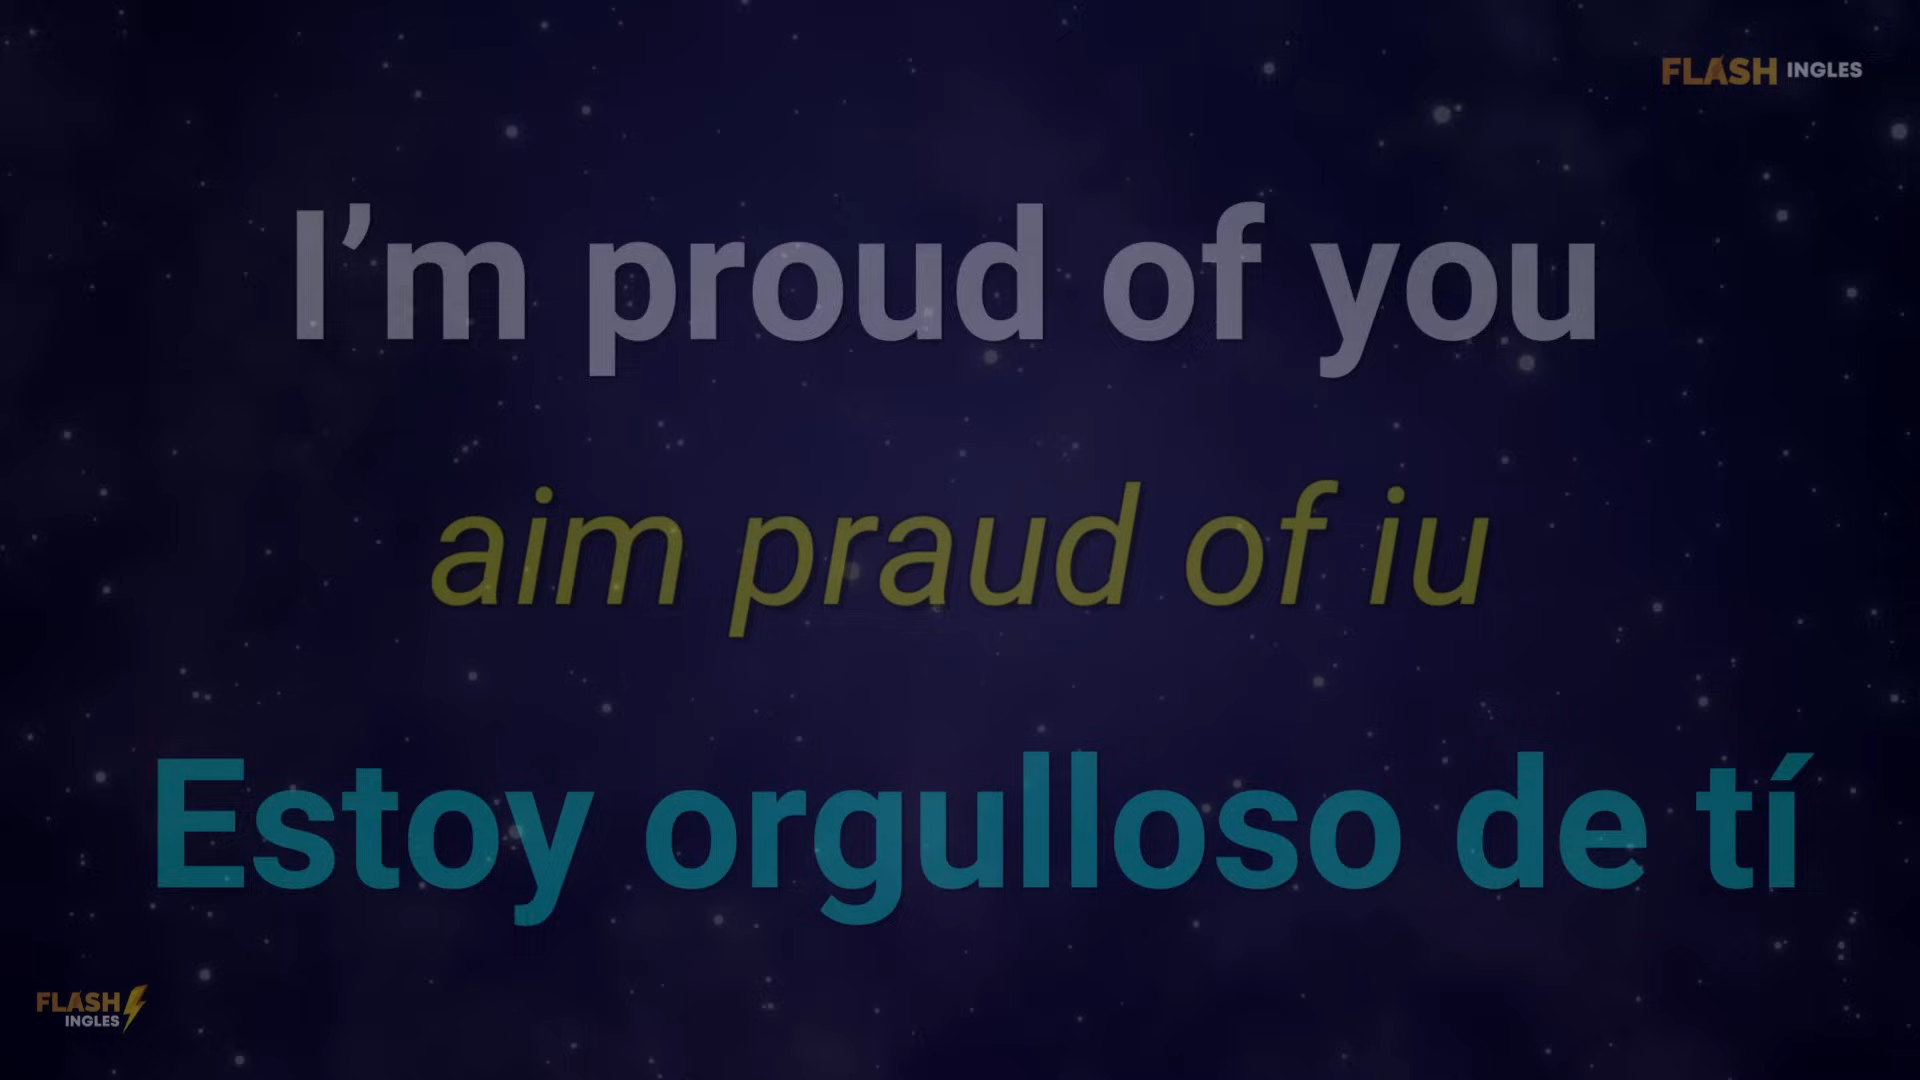 FLASH INGLES
I’m proud of you
aim praud of iu
Estoy orgulloso de tí
FLASH
INGLES